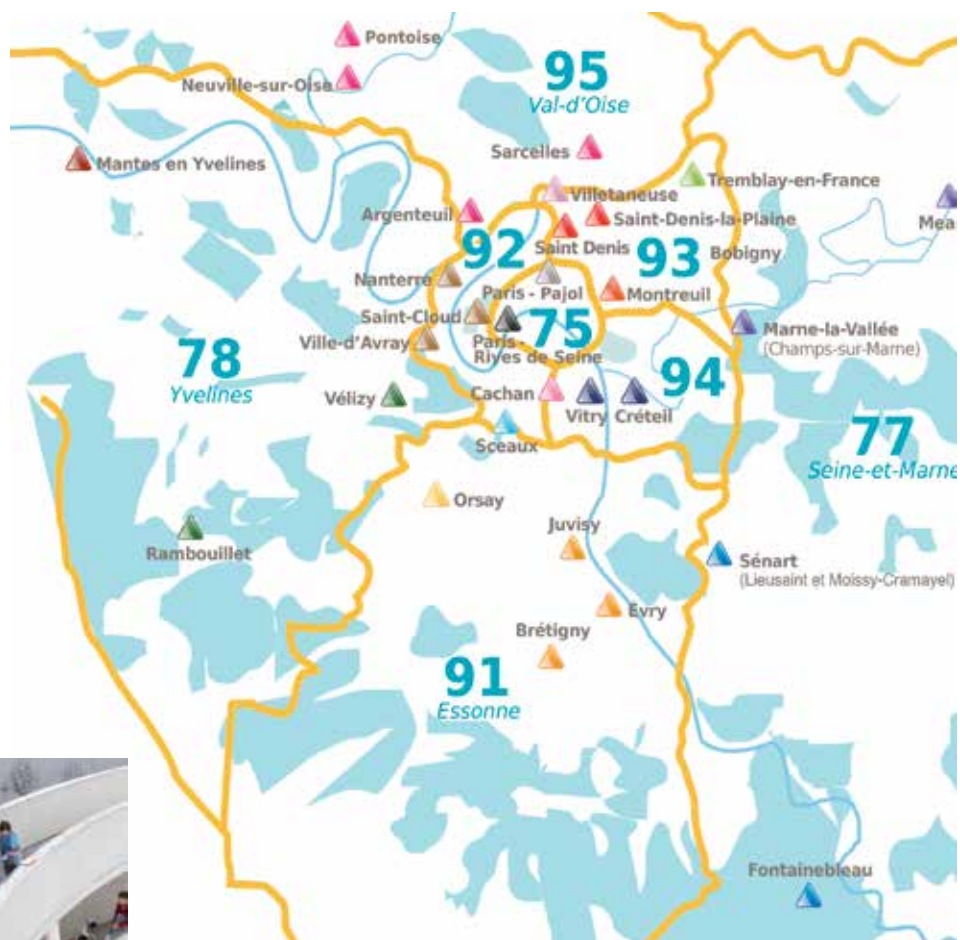 Pontoise
Neuville-sur-Oise
95
Val-d'Oise
Sarcelles
Mantes en Yvelines
Villetaneuse
Tremblay-en-France
Argenteuil
Saint-Denis-la-Plaine
Mea
Saint Denis
92
93
Bobigny
Nanterre
Paris - Pajol
Montreuil
Saint-Cloud
75
Marne-la-Vallée
(Champs-sur-Marne)
Ville-d'Avray
Paris -
Rives de Seine
78
Yvelines
94
Vélizy
Cachan
Vitry
Créteil
Sceaux
77
Seine-et-Marne
Orsay
Juvisy
Rambouillet
Sénart
(Lieusaint et Moissy-Cramayel)
Evry
Brétigny
91
Essonne
Fontainebleau